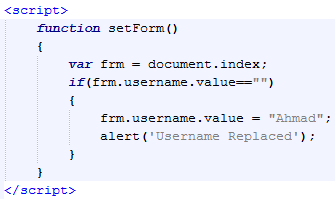 <script>
function setForm()
{
var frm = document.index;
if(frm.username.value=="")
{
frm.username.value = "Ahmad";
alert('Username Replaced');
}
}
</script>